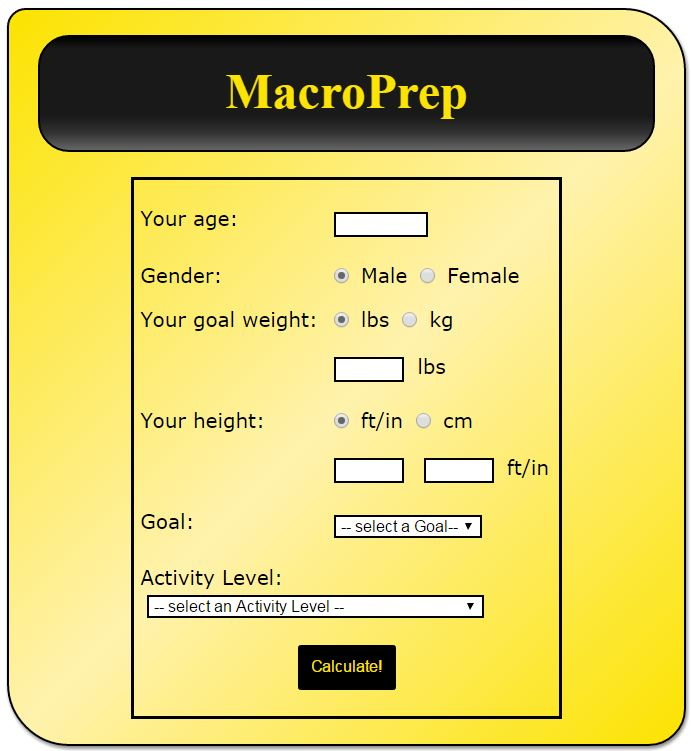 MacroPrep
Your age:
Gender: Male Female
Your goal weight: lbs kg
lbs
Your height: ft/in cm
ft/in
Goal: -- select a Goal--
Activity Level:
-- select an Activity Level --
Calculate!